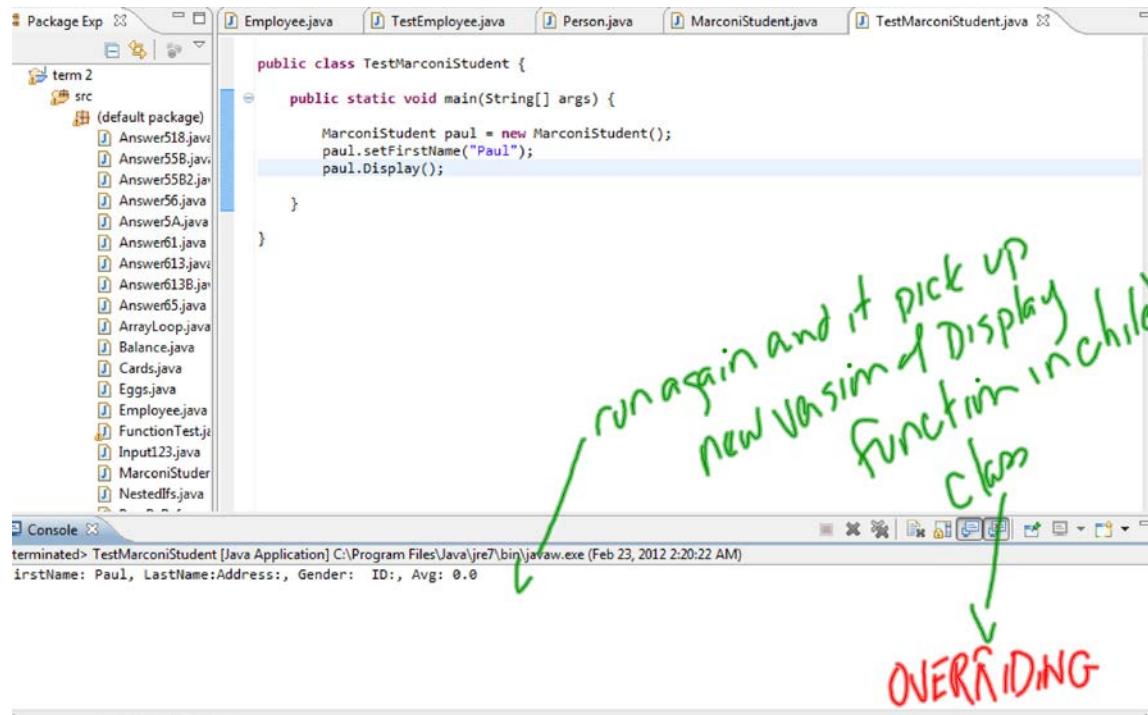 Package Exp
Employee.java
TestEmployee.java
Person.java
MarconiStudent.java
TestMarconiStudent.java
term 2
src
(default package)
Answer518.java
Answer55B.java
Answer55B2.jav
Answer56.java
Answer5A.java
Answer61.java
Answer613.java
Answer613B.jav
Answer65.java
ArrayLoop.java
Balance.java
Cards.java
Eggs.java
Employee.java
FunctionTest.ja
Input123.java
MarconiStuder
NestedIfs.java
public class TestMarconiStudent {
public static void main(String[] args) {
MarconiStudent paul = new MarconiStudent();
paul.setFirstName("Paul");
paul.Display();
}
}
run again and it pick up
new version of Display
function in child
class
OVERRIDING
Console
terminated> TestMarconiStudent [Java Application] C:\Program Files\Java\jre7\bin\javaw.exe (Feb 23, 2012 2:20:22 AM)
irstName: Paul, LastName:Address:, Gender:  ID:, Avg: 0.0